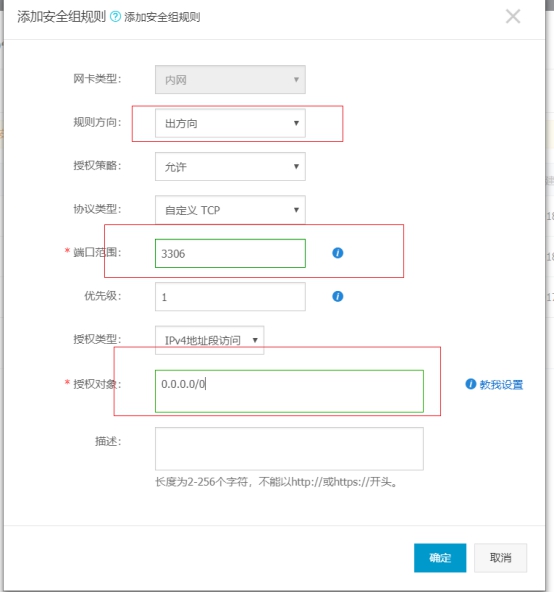 添加安全组规则 添加安全组规则
网卡类型： 内网
规则方向： 出方向
授权策略： 允许
协议类型： 自定义 TCP
* 端口范围： 3306
优先级： 1
授权类型： IPv4地址段访问
* 授权对象： 0.0.0.0/0 教我设置
描述：
长度为2-256个字符，不能以http://或https://开头。
确定 取消